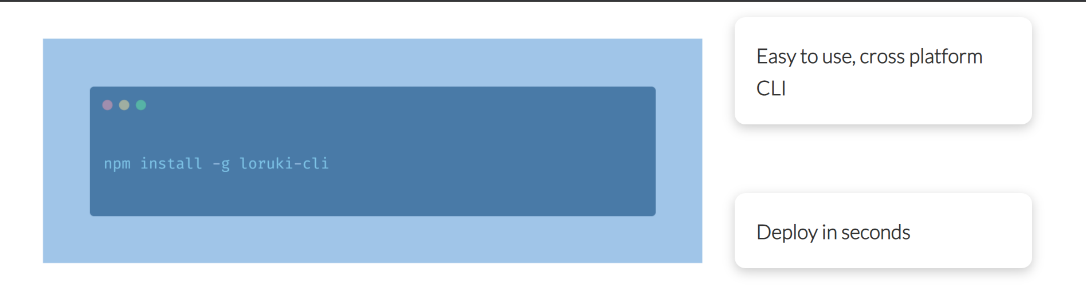 npm install -g loruki-cli
Easy to use, cross platform
CLI
Deploy in seconds